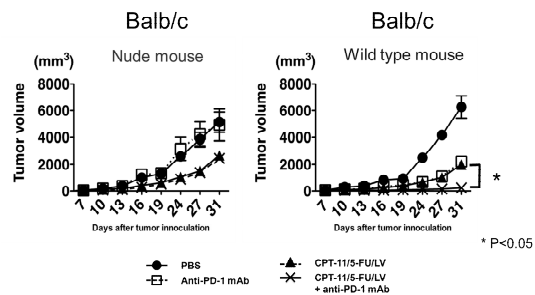 Balb/c
Balb/c
Nude mouse
Wild type mouse
(mm³)
(mm³)
Tumor volume
8000
6000
4000
2000
0
7 10 13 16 19 24 27 31
Days after tumor innoculation
Tumor volume
8000
6000
4000
2000
0
7 10 13 16 19 24 27 31
Days after tumor innoculation
*
* P<0.05
PBS
Anti-PD-1 mAb
CPT-11/5-FU/LV
CPT-11/5-FU/LV
+ anti-PD-1 mAb